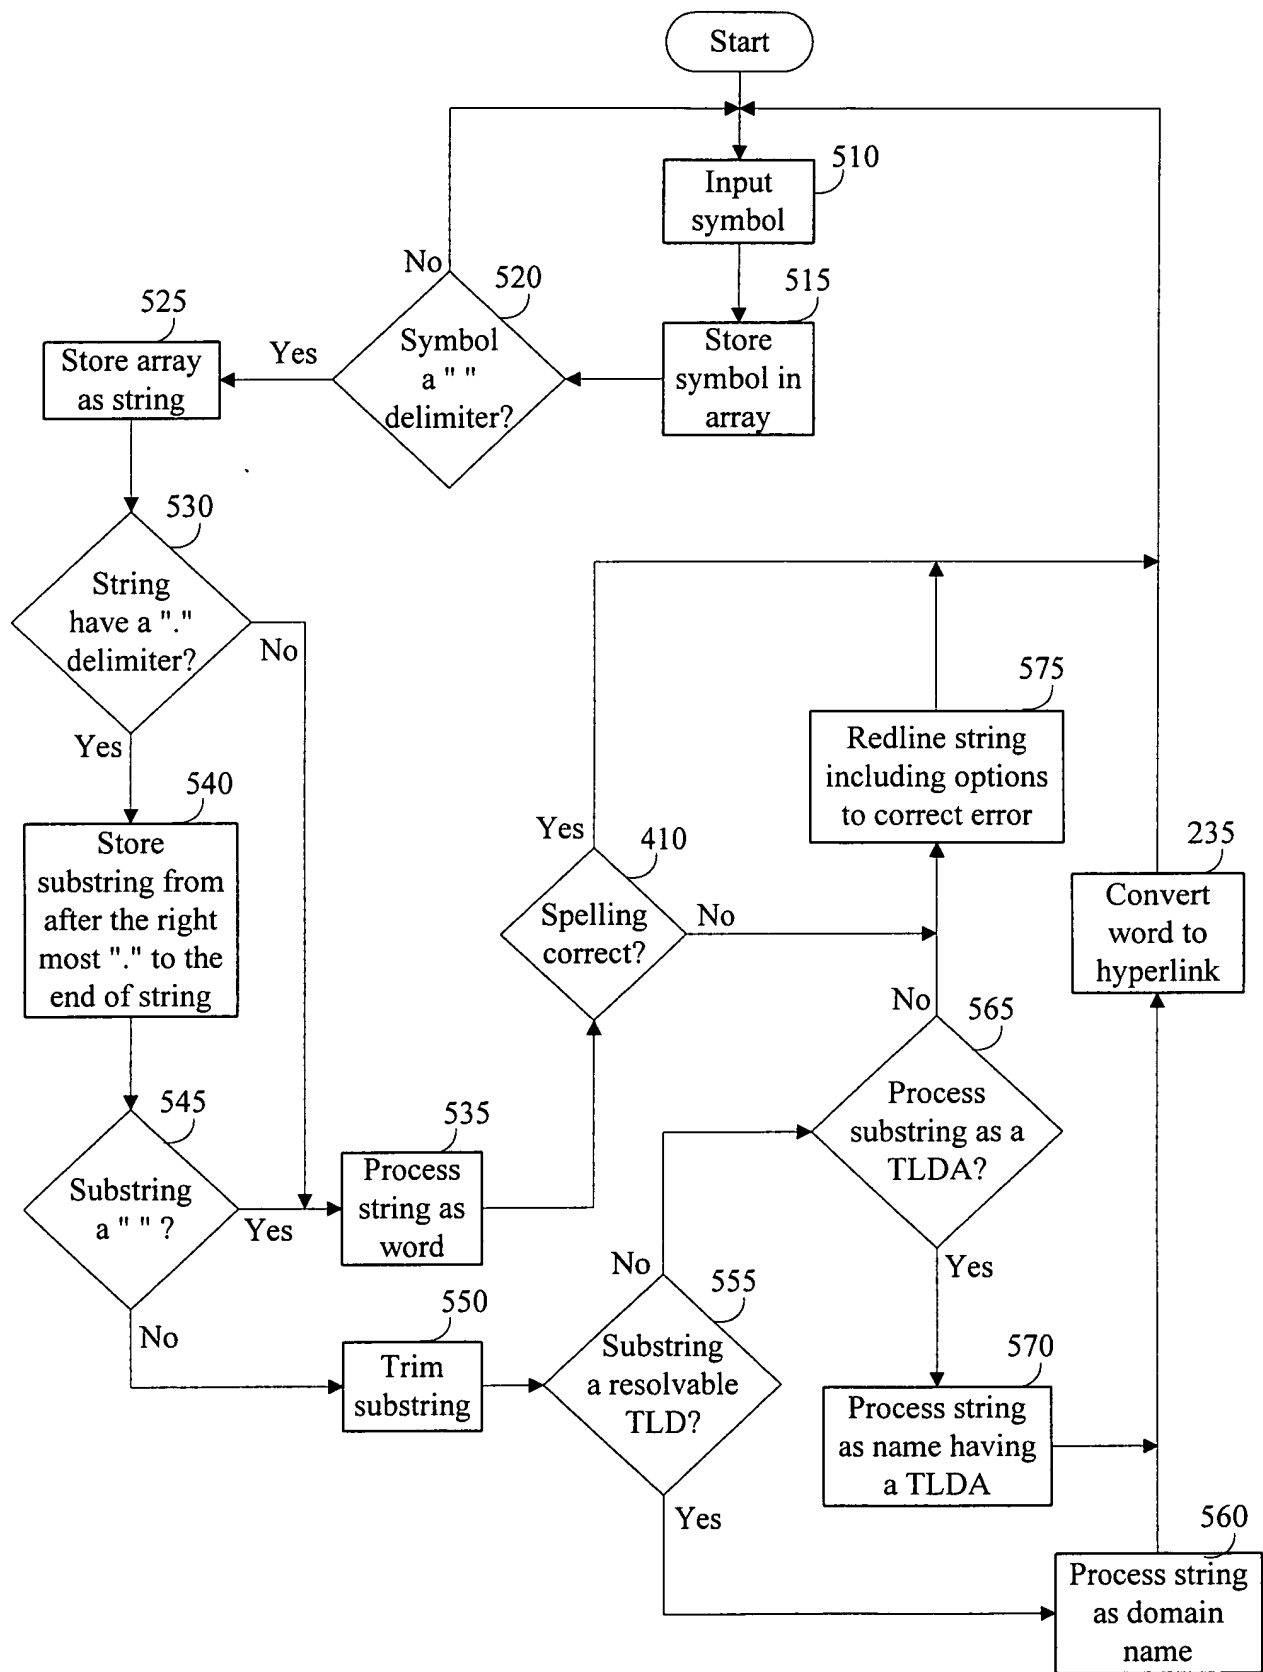 Start
510
Input
symbol
515
Store
symbol in
array
No
520
Symbol
a " "
delimiter?
Yes
525
Store array
as string
530
String
have a "."
delimiter?
No
Yes
540
Store
substring from
after the right
most "." to the
end of string
545
Substring
a " " ?
Yes
No
535
Process
string as
word
550
Trim
substring
Yes
410
Spelling
correct?
No
575
Redline string
including options
to correct error
235
Convert
word to
hyperlink
No
565
Process
substring as a
TLDA?
Yes
No
555
Substring
a resolvable
TLD?
Yes
570
Process string
as name having
a TLDA
560
Process string
as domain
name